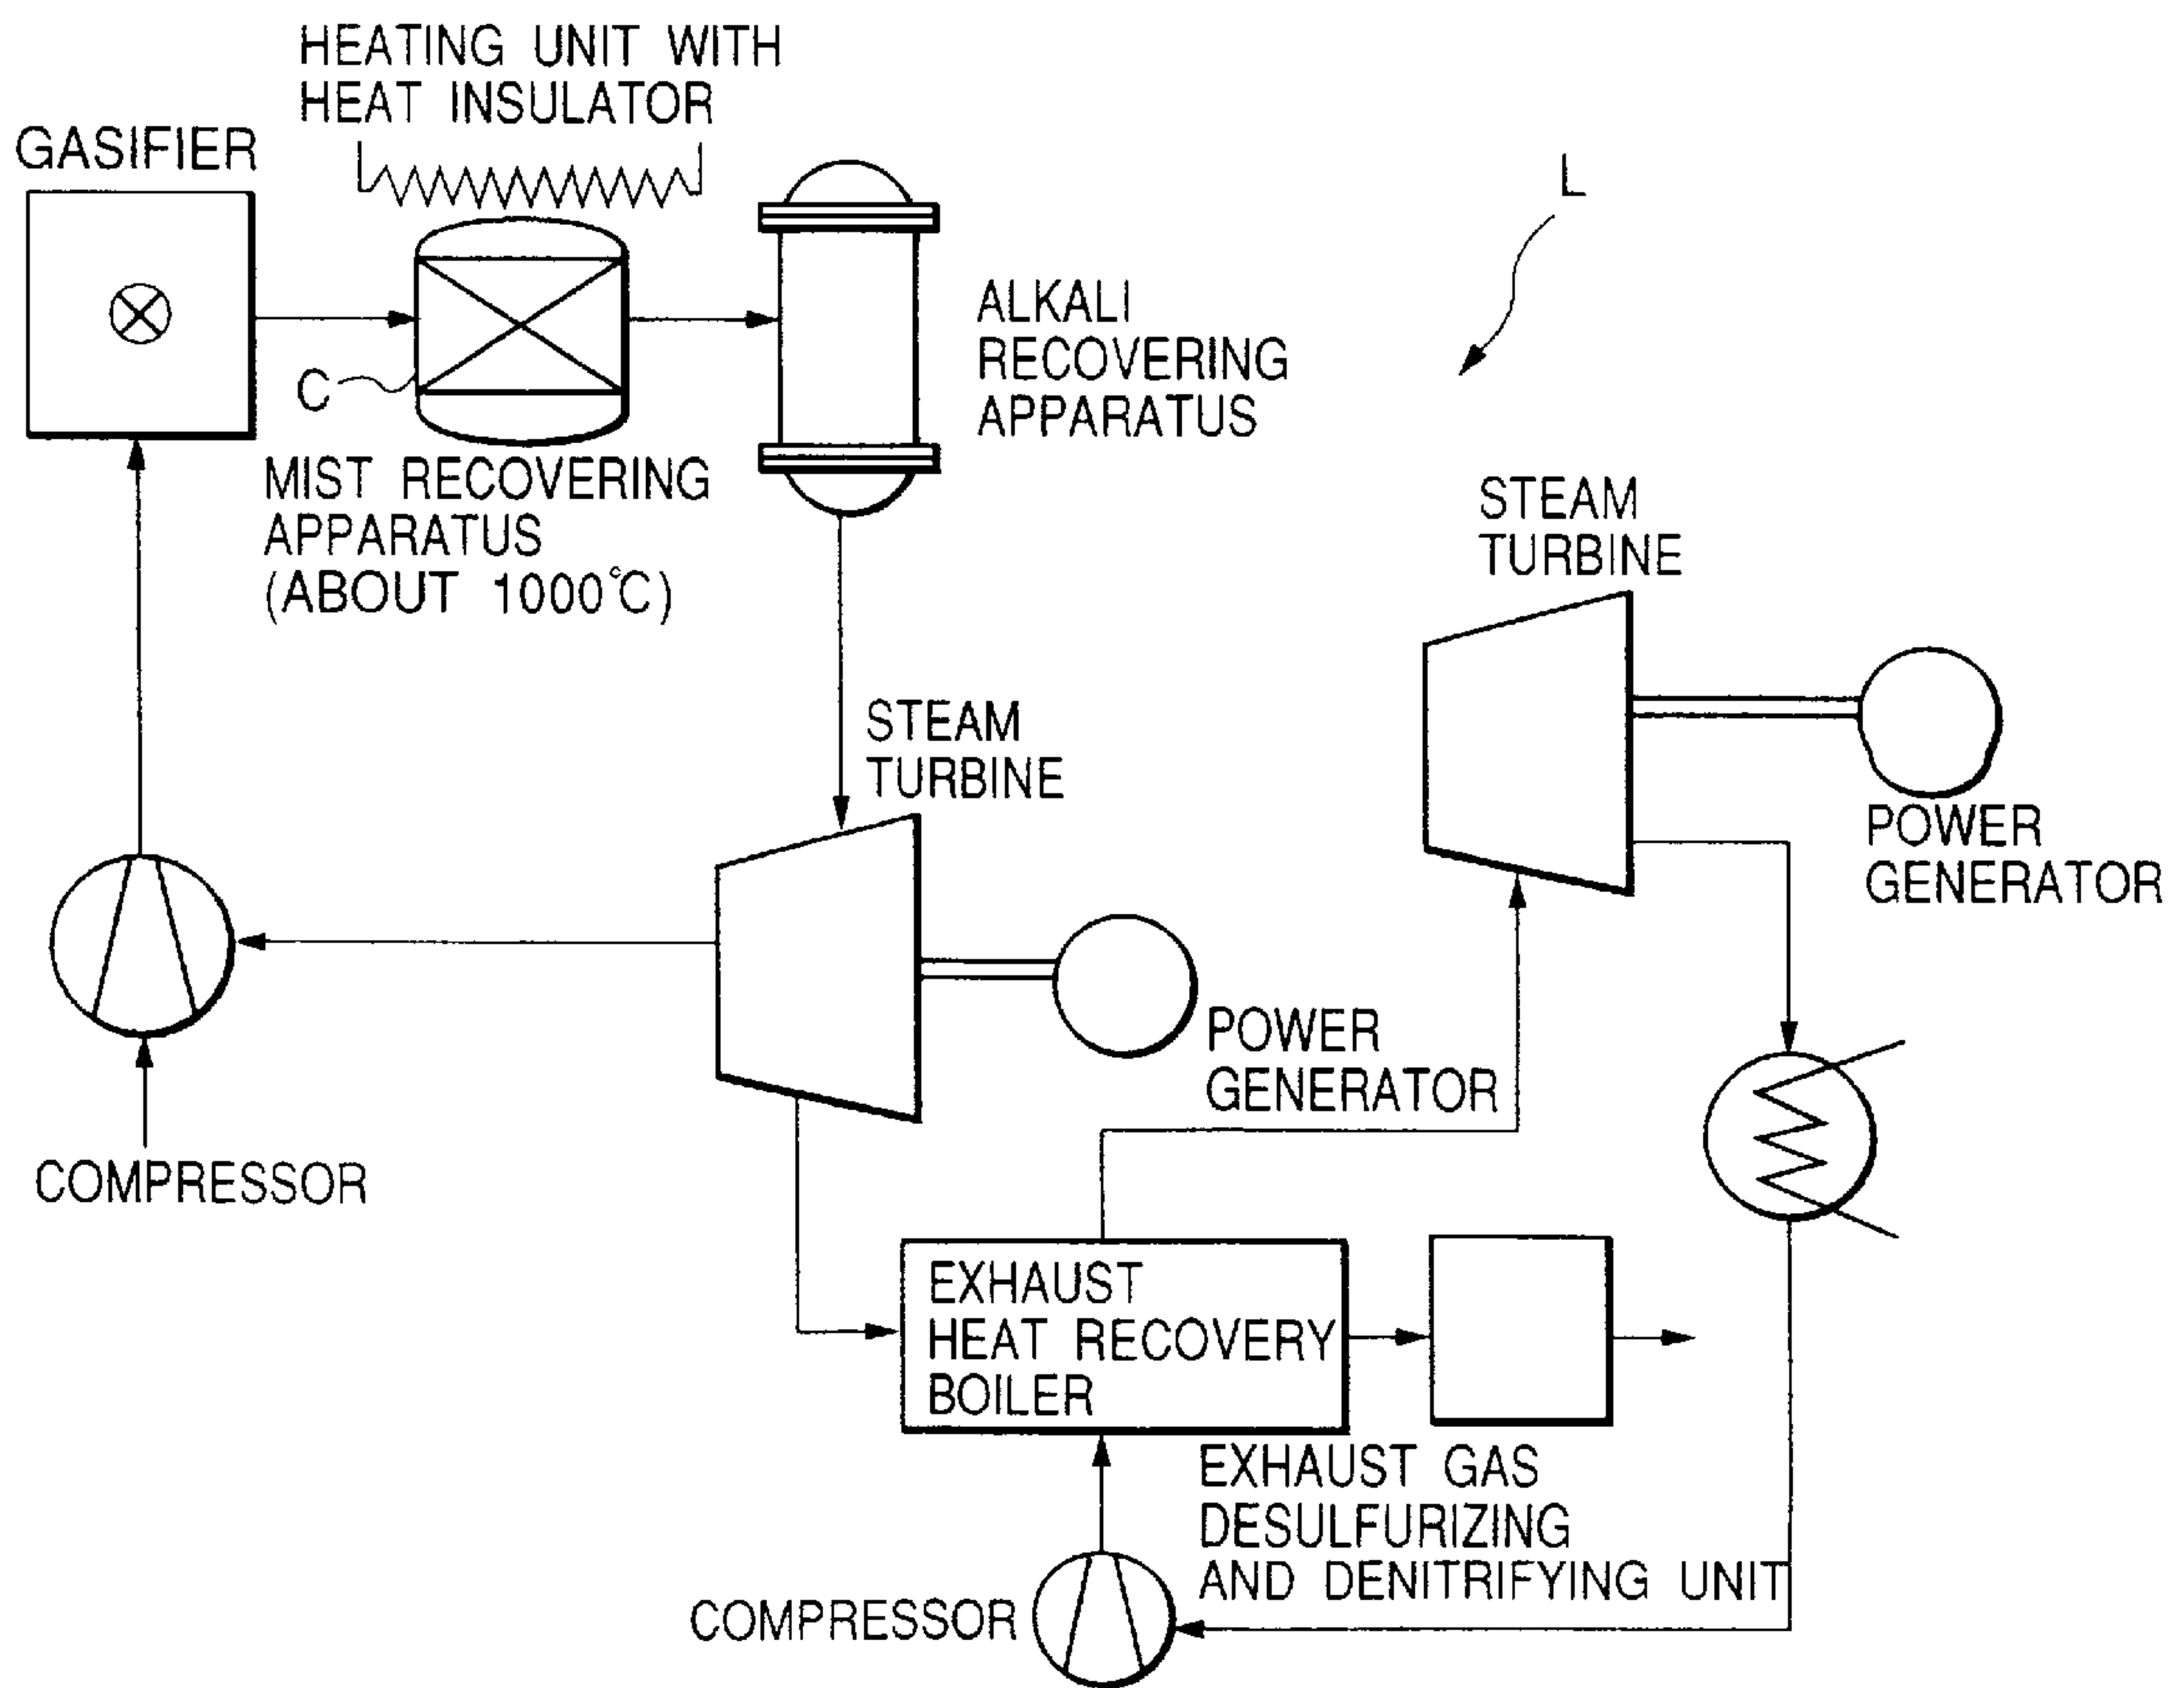 HEATING UNIT WITH
HEAT INSULATOR
GASIFIER
L
ALKALI
RECOVERING
APPARATUS
C
MIST RECOVERING
APPARATUS
(ABOUT 1000°C)
STEAM
TURBINE
STEAM
TURBINE
POWER
GENERATOR
POWER
GENERATOR
COMPRESSOR
EXHAUST
HEAT RECOVERY
BOILER
EXHAUST GAS
DESULFURIZING
AND DENITRIFYING UNIT
COMPRESSOR